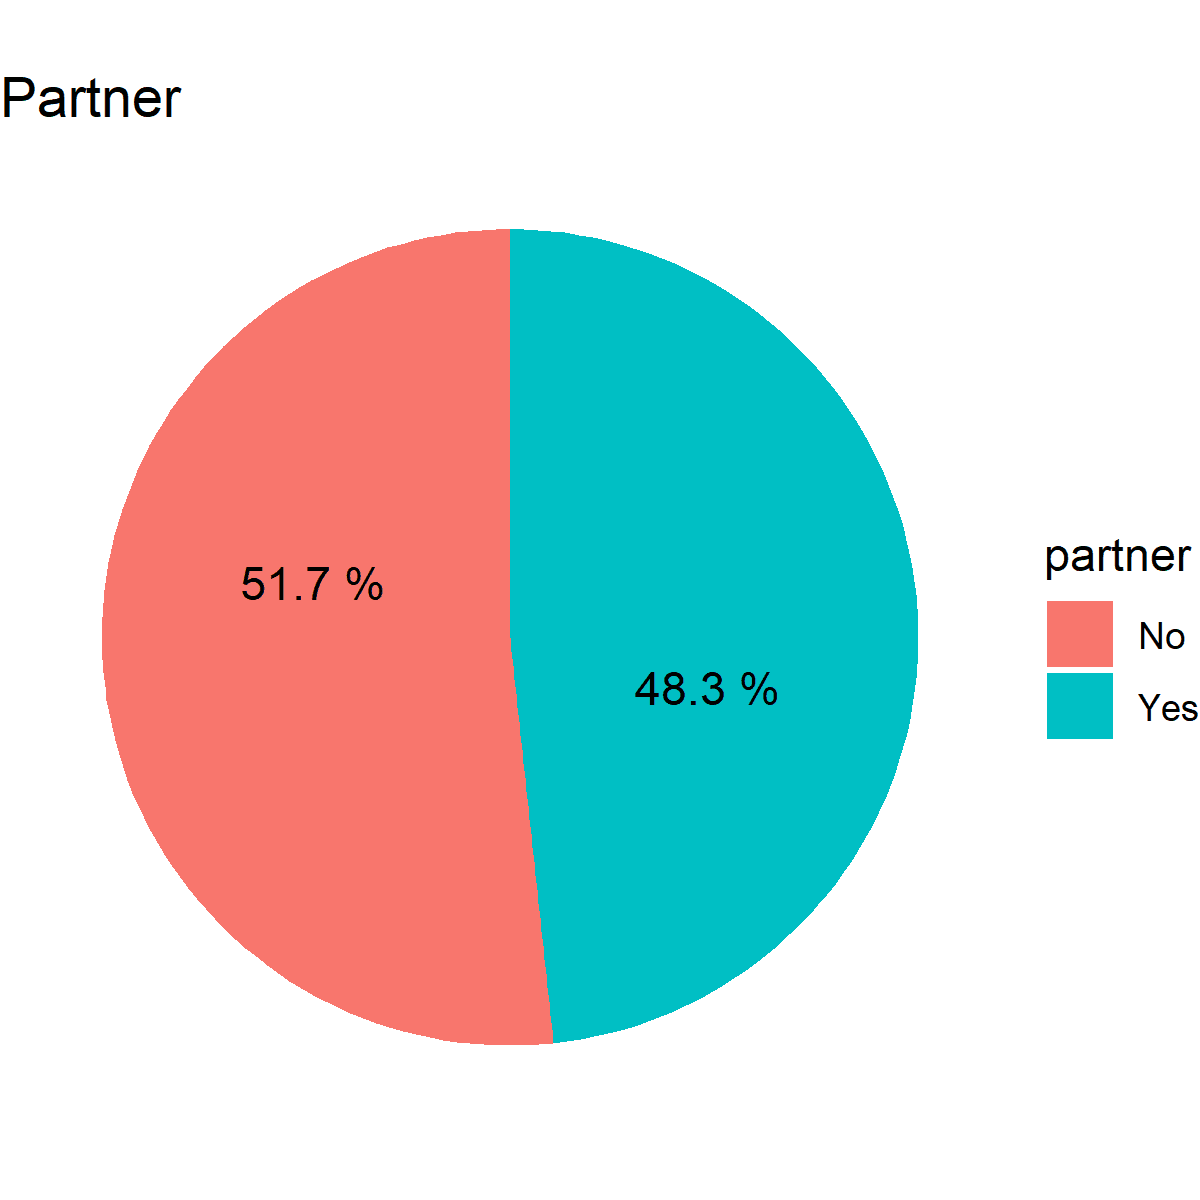 Partner
51.7 %
48.3 %
partner
No
Yes